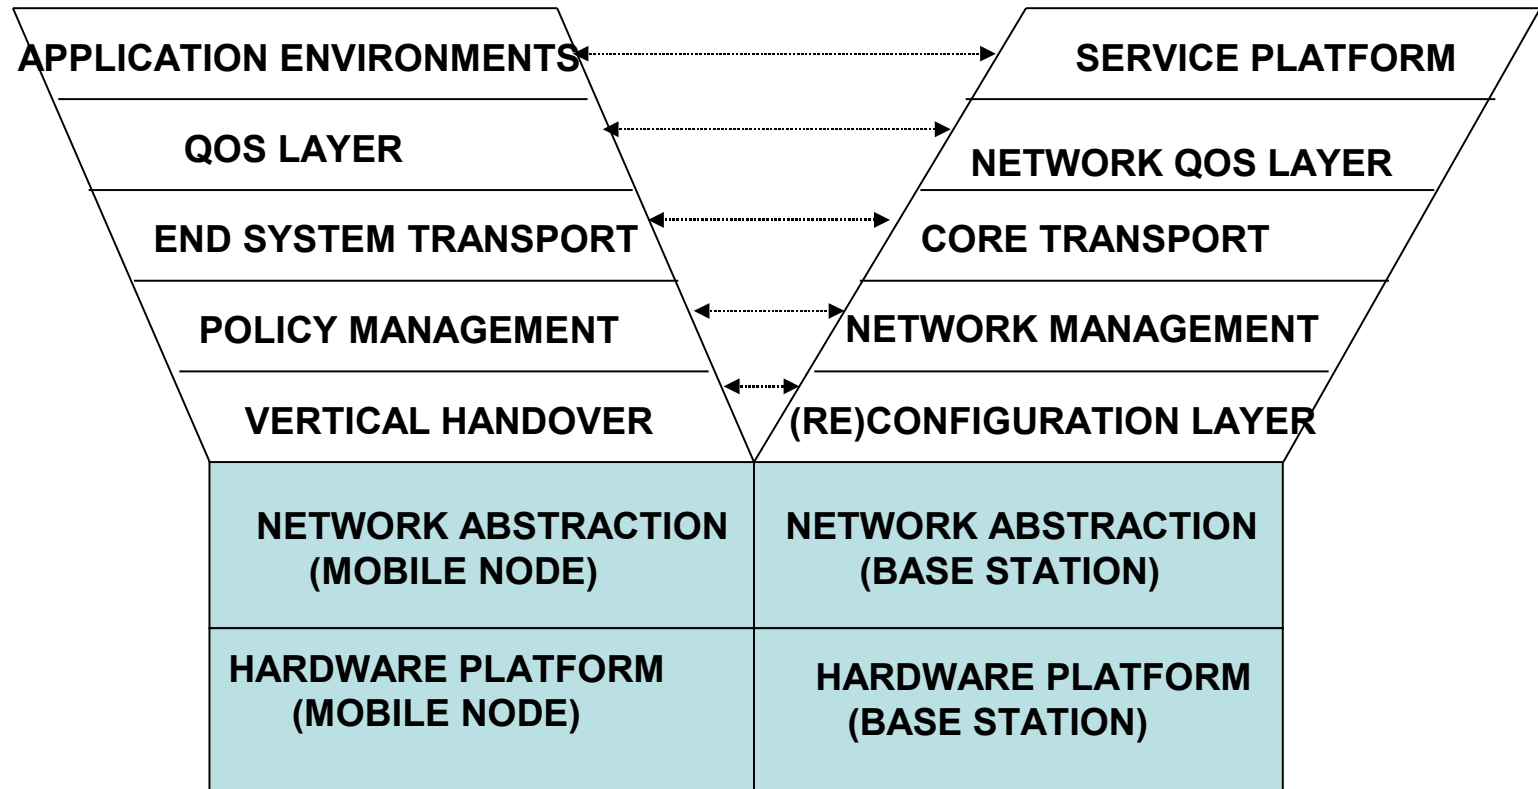 APPLICATION ENVIRONMENTS
SERVICE PLATFORM
QOS LAYER
NETWORK QOS LAYER
END SYSTEM TRANSPORT
CORE TRANSPORT
POLICY MANAGEMENT
NETWORK MANAGEMENT
VERTICAL HANDOVER
(RE)CONFIGURATION LAYER
NETWORK ABSTRACTION
(MOBILE NODE)
NETWORK ABSTRACTION
(BASE STATION)
HARDWARE PLATFORM
(MOBILE NODE)
HARDWARE PLATFORM
(BASE STATION)